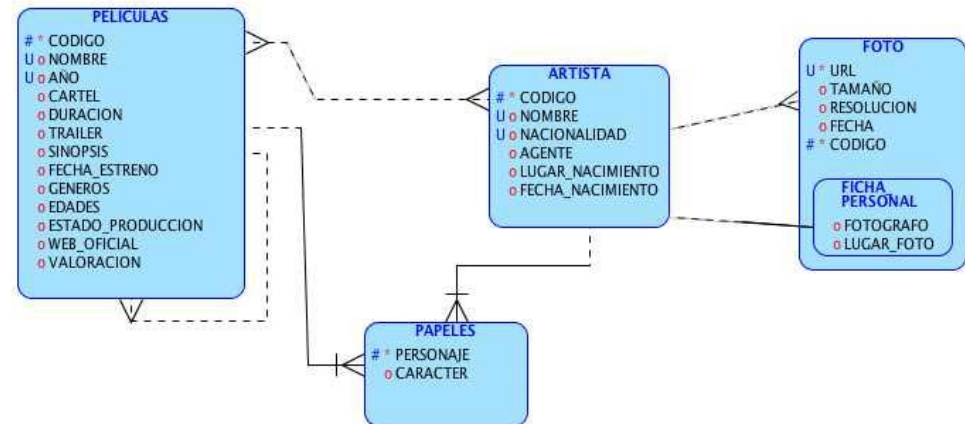 PELICULAS
# * CODIGO
U o NOMBRE
U o AÑO
o CARTEL
o DURACION
o TRAILER
o SINOPSIS
o FECHA_ESTRENO
o GENEROS
o EDADES
o ESTADO_PRODUCCION
o WEB_OFICIAL
o VALORACION
ARTISTA
# * CODIGO
U o NOMBRE
U o NACIONALIDAD
o AGENTE
o LUGAR_NACIMIENTO
o FECHA_NACIMIENTO
FOTO
U * URL
o TAMAÑO
o RESOLUCION
o FECHA
# * CODIGO
FICHA_
PERSONAL
o FOTOGRAFO
o LUGAR_FOTO
PAPELES
# * PERSONAJE
o CARACTER